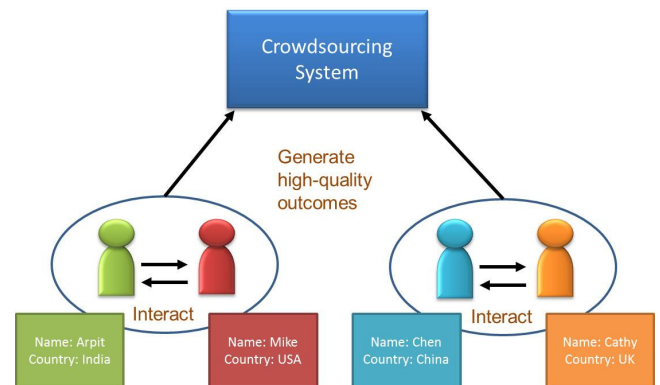 Crowdsourcing
System
Generate
high-quality
outcomes
Interact
Interact
Name: Arpit
Country: India
Name: Mike
Country: USA
Name: Chen
Country: China
Name: Cathy
Country: UK